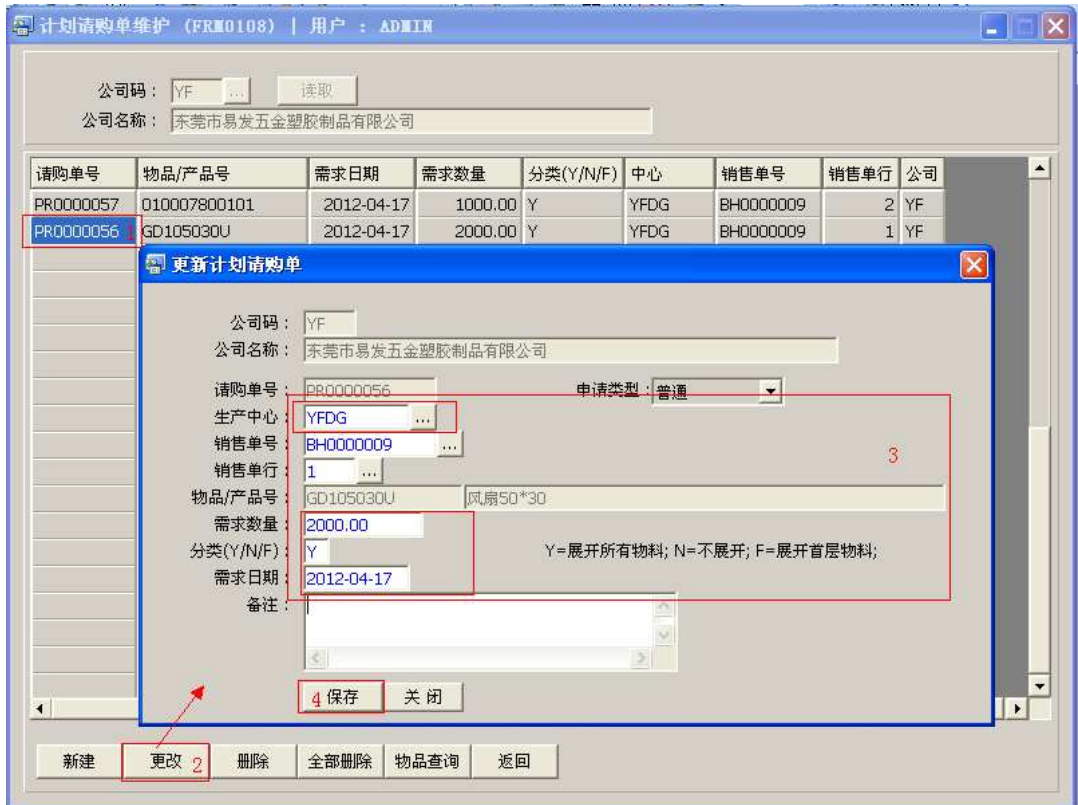 计划请购单维护 (FRM0108) | 用户 : ADMIN
公司码： YF ... 读取
公司名称： 东莞市易发五金塑胶制品有限公司
请购单号 物品/产品号 需求日期 需求数量 分类(Y/N/F) 中心 销售单号 销售单行 公司
PR0000057 010007800101 2012-04-17 1000.00 Y YFDG BH0000009 2 YF
PR0000056 1 GD105030U 2012-04-17 2000.00 Y YFDG BH0000009 1 YF
更新计划请购单
公司码： YF
公司名称： 东莞市易发五金塑胶制品有限公司
请购单号： PR0000056 申请类型： 普通
生产中心： YFDG ...
销售单号： BH0000009 ...
销售单行： 1 ... 3
物品/产品号： GD105030U 风扇50*30
需求数量： 2000.00
分类(Y/N/F)： Y Y=展开所有物料; N=不展开; F=展开首层物料;
需求日期： 2012-04-17
备注：
4 保存 关闭
新建 更改 2 删除 全部删除 物品查询 返回